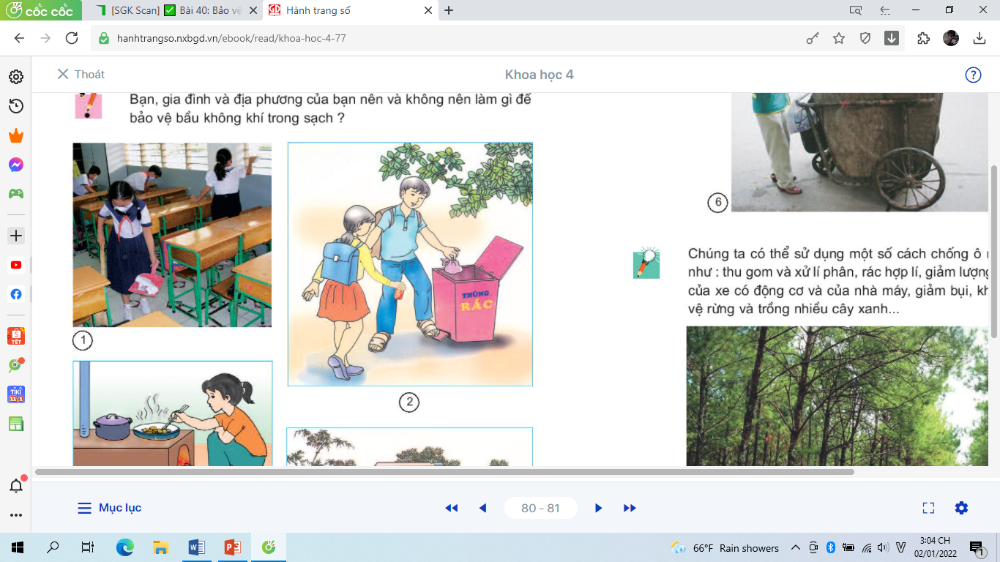 cốc cốc
[SGK Scan] ✅ Bài 40: Bảo vệ
Hành trang số
hanhtrangso.nxbgd.vn/ebook/read/khoa-hoc-4-77
Thoát
Khoa học 4
Bạn, gia đình và địa phương của bạn nên và không nên làm gì để
bảo vệ bầu không khí trong sạch ?
THÙNG
RÁC
1
2
6
Chúng ta có thể sử dụng một số cách chống ô
như : thu gom và xử lí phân, rác hợp lí, giảm lượng
của xe có động cơ và của nhà máy, giảm bụi,
vệ rừng và trồng nhiều cây xanh...
TẾT
TIKI
Mục lục
80 - 81
66°F Rain showers
3:04 CH
02/01/2022
1